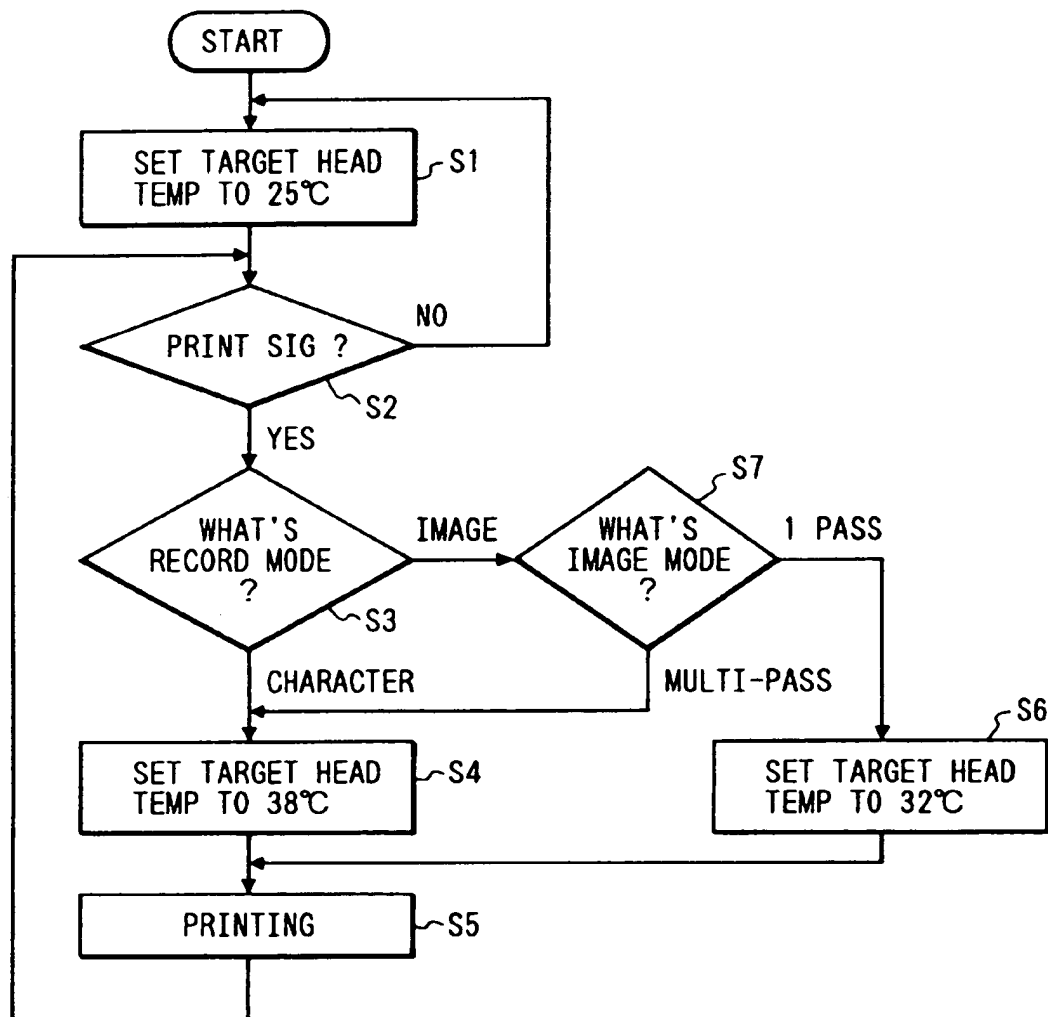 START
SET TARGET HEAD
TEMP TO 25℃
S1
PRINT SIG ?
NO
S2
YES
WHAT'S
RECORD MODE
?
S3
IMAGE
WHAT'S
IMAGE MODE
?
S7
1 PASS
CHARACTER
MULTI-PASS
SET TARGET HEAD
TEMP TO 38℃
S4
SET TARGET HEAD
TEMP TO 32℃
S6
PRINTING
S5